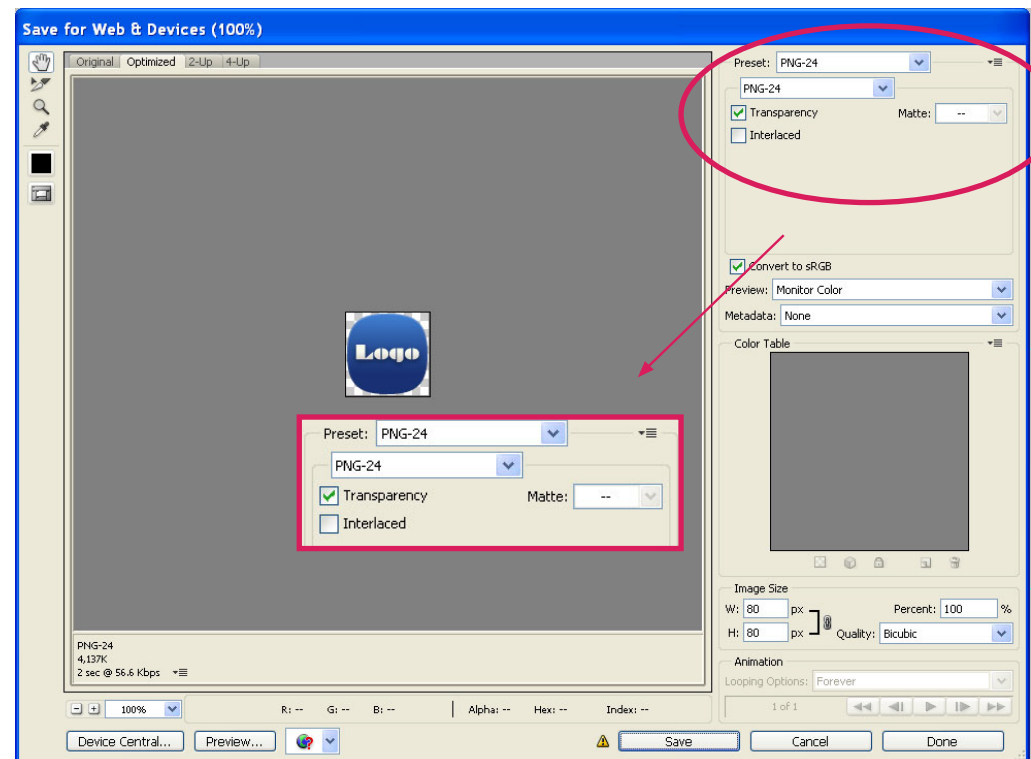 Save for Web & Devices (100%)
Original Optimized 2-Up 4-Up
Preset: PNG-24
PNG-24
Transparency Matte: --
Interlaced
Convert to sRGB
Preview: Monitor Color
Metadata: None
Color Table
Logo
Preset: PNG-24
PNG-24
Transparency Matte: --
Interlaced
Image Size
W: 80 px Percent: 100 %
H: 80 px Quality: Bicubic
Animation
Looping Options: Forever
1 of 1
PNG-24
4,137K
2 sec @ 56.6 Kbps
100% R: -- G: -- B: -- Alpha: -- Hex: -- Index: --
Device Central... Preview... Save Cancel Done